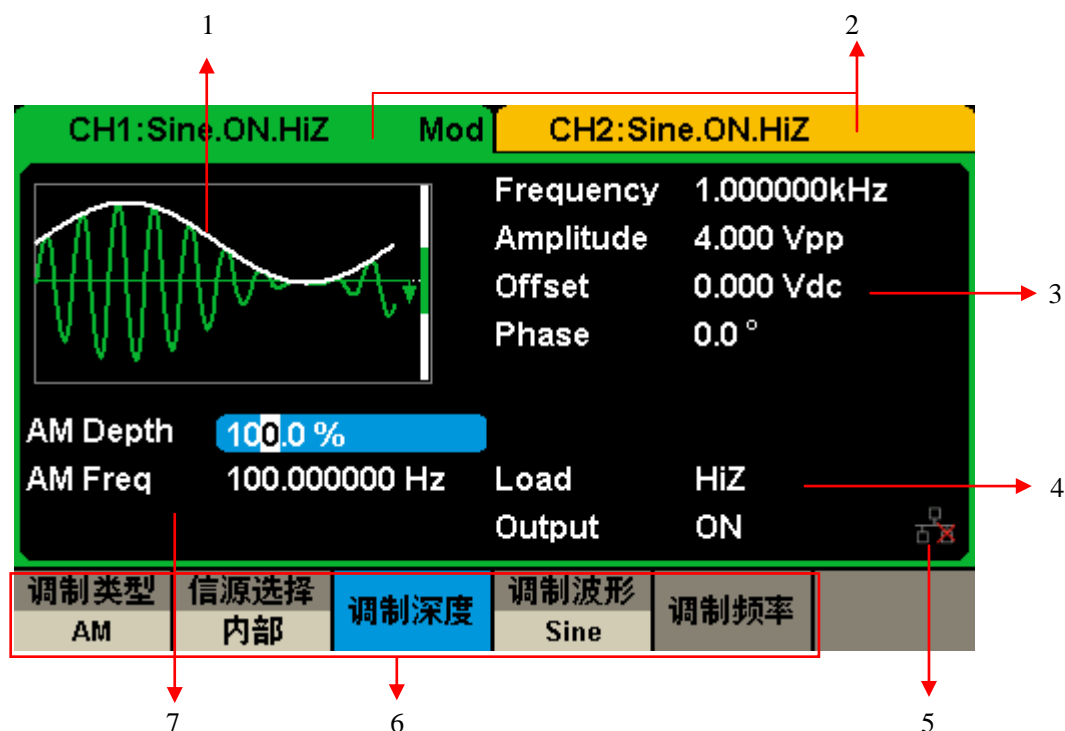 1
2
CH1:Sine.ON.HiZ Mod
CH2:Sine.ON.HiZ
Frequency 1.000000kHz
Amplitude 4.000 Vpp
Offset 0.000 Vdc
3
Phase 0.0 °
AM Depth 100.0 %
AM Freq 100.000000 Hz
Load HiZ
4
Output ON
调制类型 信源选择 调制深度 调制波形 调制频率
AM 内部 Sine
7
6
5